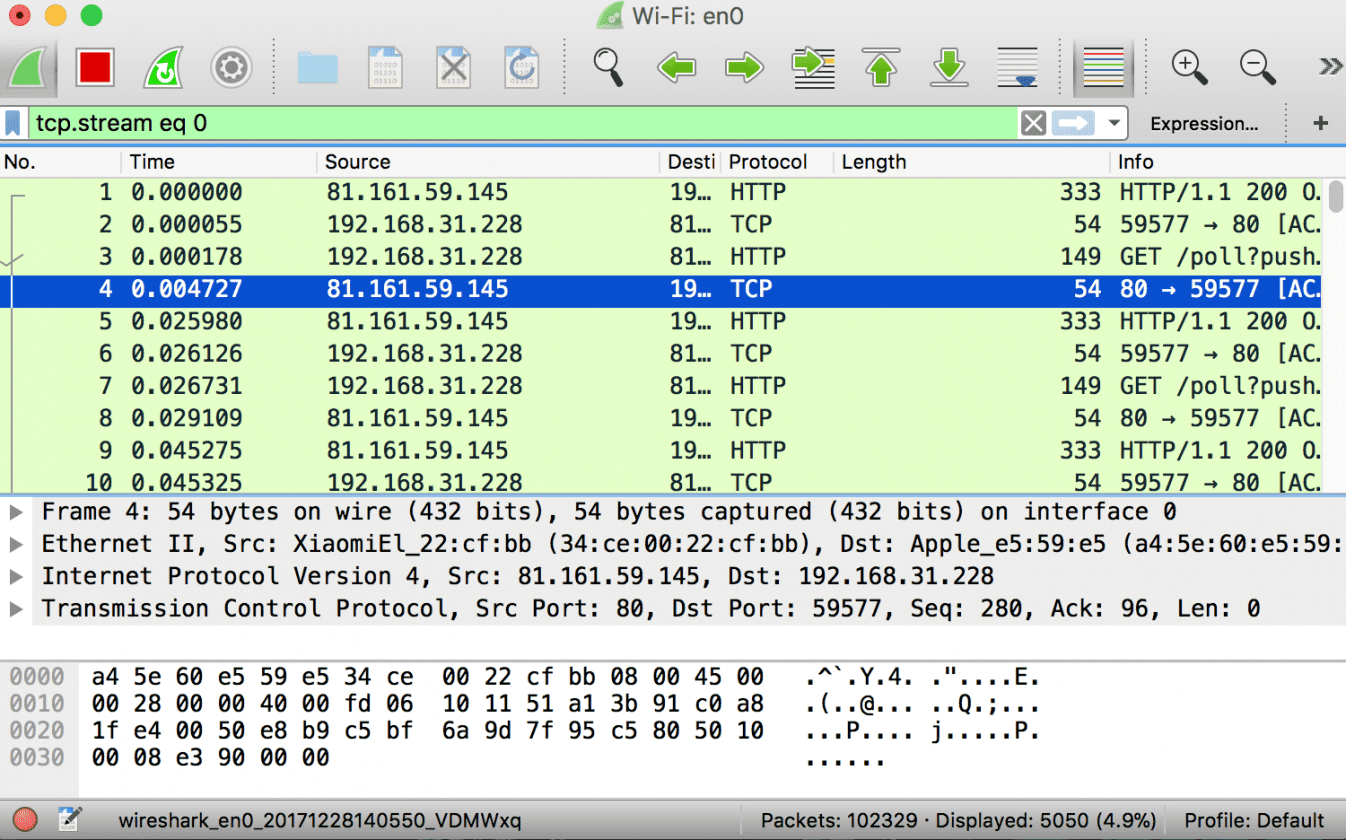 Wi-Fi: en0
tcp.stream eq 0 Expression... +
No. Time Source Desti Protocol Length Info
1 0.000000 81.161.59.145 19… HTTP 333 HTTP/1.1 200 O.
2 0.000055 192.168.31.228 81… TCP 54 59577 → 80 [AC.
3 0.000178 192.168.31.228 81… HTTP 149 GET /poll?push.
4 0.004727 81.161.59.145 19… TCP 54 80 → 59577 [AC.
5 0.025980 81.161.59.145 19… HTTP 333 HTTP/1.1 200 O.
6 0.026126 192.168.31.228 81… TCP 54 59577 → 80 [AC.
7 0.026731 192.168.31.228 81… HTTP 149 GET /poll?push.
8 0.029109 81.161.59.145 19… TCP 54 80 → 59577 [AC.
9 0.045275 81.161.59.145 19… HTTP 333 HTTP/1.1 200 O.
10 0.045325 192.168.31.228 81… TCP 54 59577 → 80 [AC.
Frame 4: 54 bytes on wire (432 bits), 54 bytes captured (432 bits) on interface 0
Ethernet II, Src: XiaomiEl_22:cf:bb (34:ce:00:22:cf:bb), Dst: Apple_e5:59:e5 (a4:5e:60:e5:59:
Internet Protocol Version 4, Src: 81.161.59.145, Dst: 192.168.31.228
Transmission Control Protocol, Src Port: 80, Dst Port: 59577, Seq: 280, Ack: 96, Len: 0
0000 a4 5e 60 e5 59 e5 34 ce 00 22 cf bb 08 00 45 00 .^`.Y.4. ."....E.
0010 00 28 00 00 40 00 fd 06 10 11 51 a1 3b 91 c0 a8 .(..@... ..Q.;...
0020 1f e4 00 50 e8 b9 c5 bf 6a 9d 7f 95 c5 80 50 10 ...P.... j.....P.
0030 00 08 e3 90 00 00 ......
wireshark_en0_20171228140550_VDMWxq Packets: 102329 · Displayed: 5050 (4.9%) Profile: Default